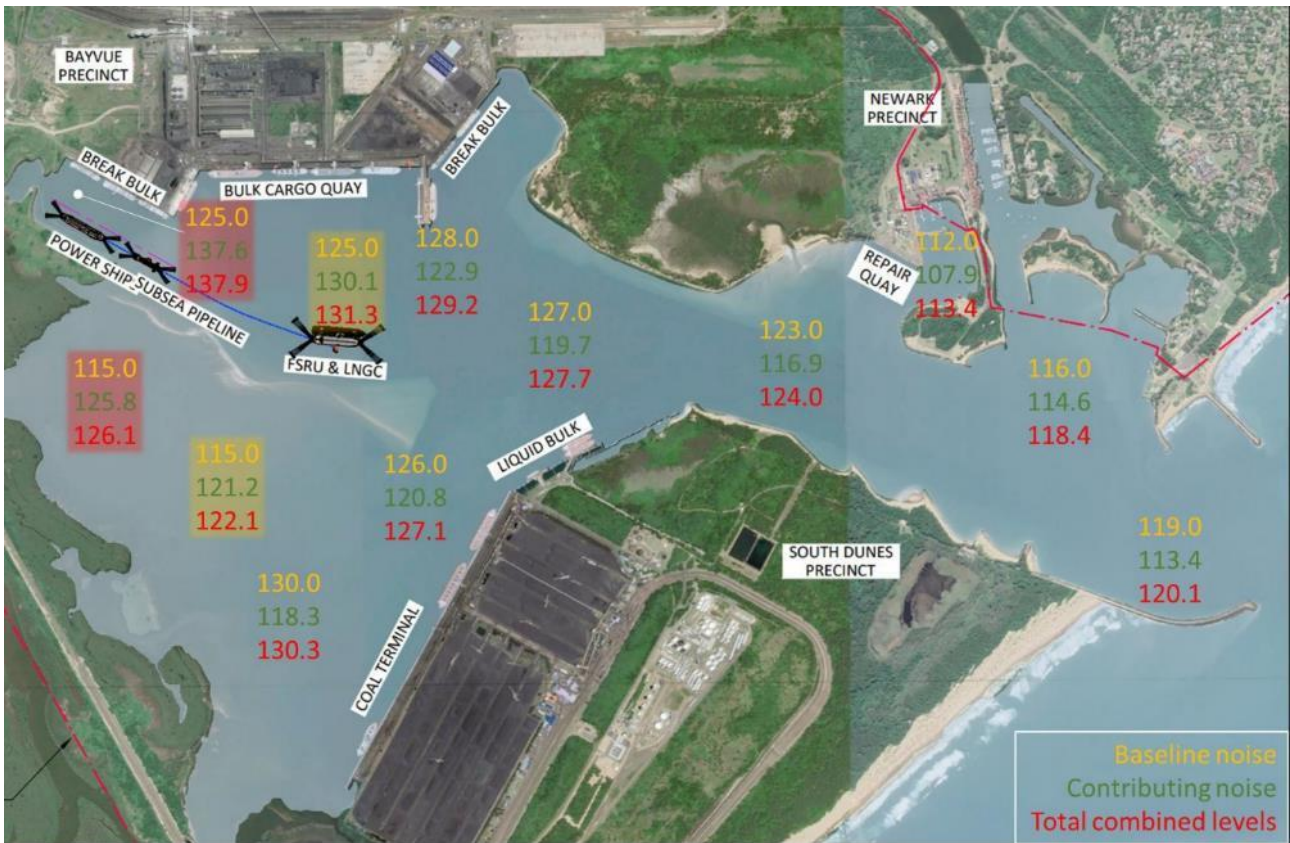 BAYVUE
PRECINCT
BREAK BULK
BULK CARGO QUAY
BREAK BULK
NEWARK
PRECINCT
REPAIR
QUAY
POWER SHIP
SUBSEA PIPELINE
FSRU & LNGC
125.0
137.6
137.9
125.0
130.1
131.3
128.0
122.9
129.2
127.0
119.7
127.7
123.0
116.9
124.0
112.0
107.9
113.4
116.0
114.6
118.4
115.0
125.8
126.1
115.0
121.2
122.1
126.0
120.8
127.1
LIQUID BULK
130.0
118.3
130.3
COAL TERMINAL
SOUTH DUNES
PRECINCT
119.0
113.4
120.1
Baseline noise
Contributing noise
Total combined levels